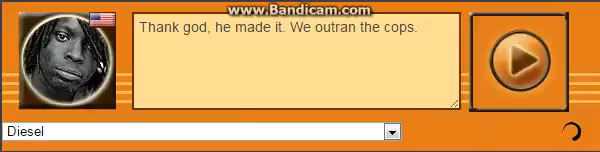 www.Bandicam.com
Thank god, he made it. We outran the cops.
Diesel